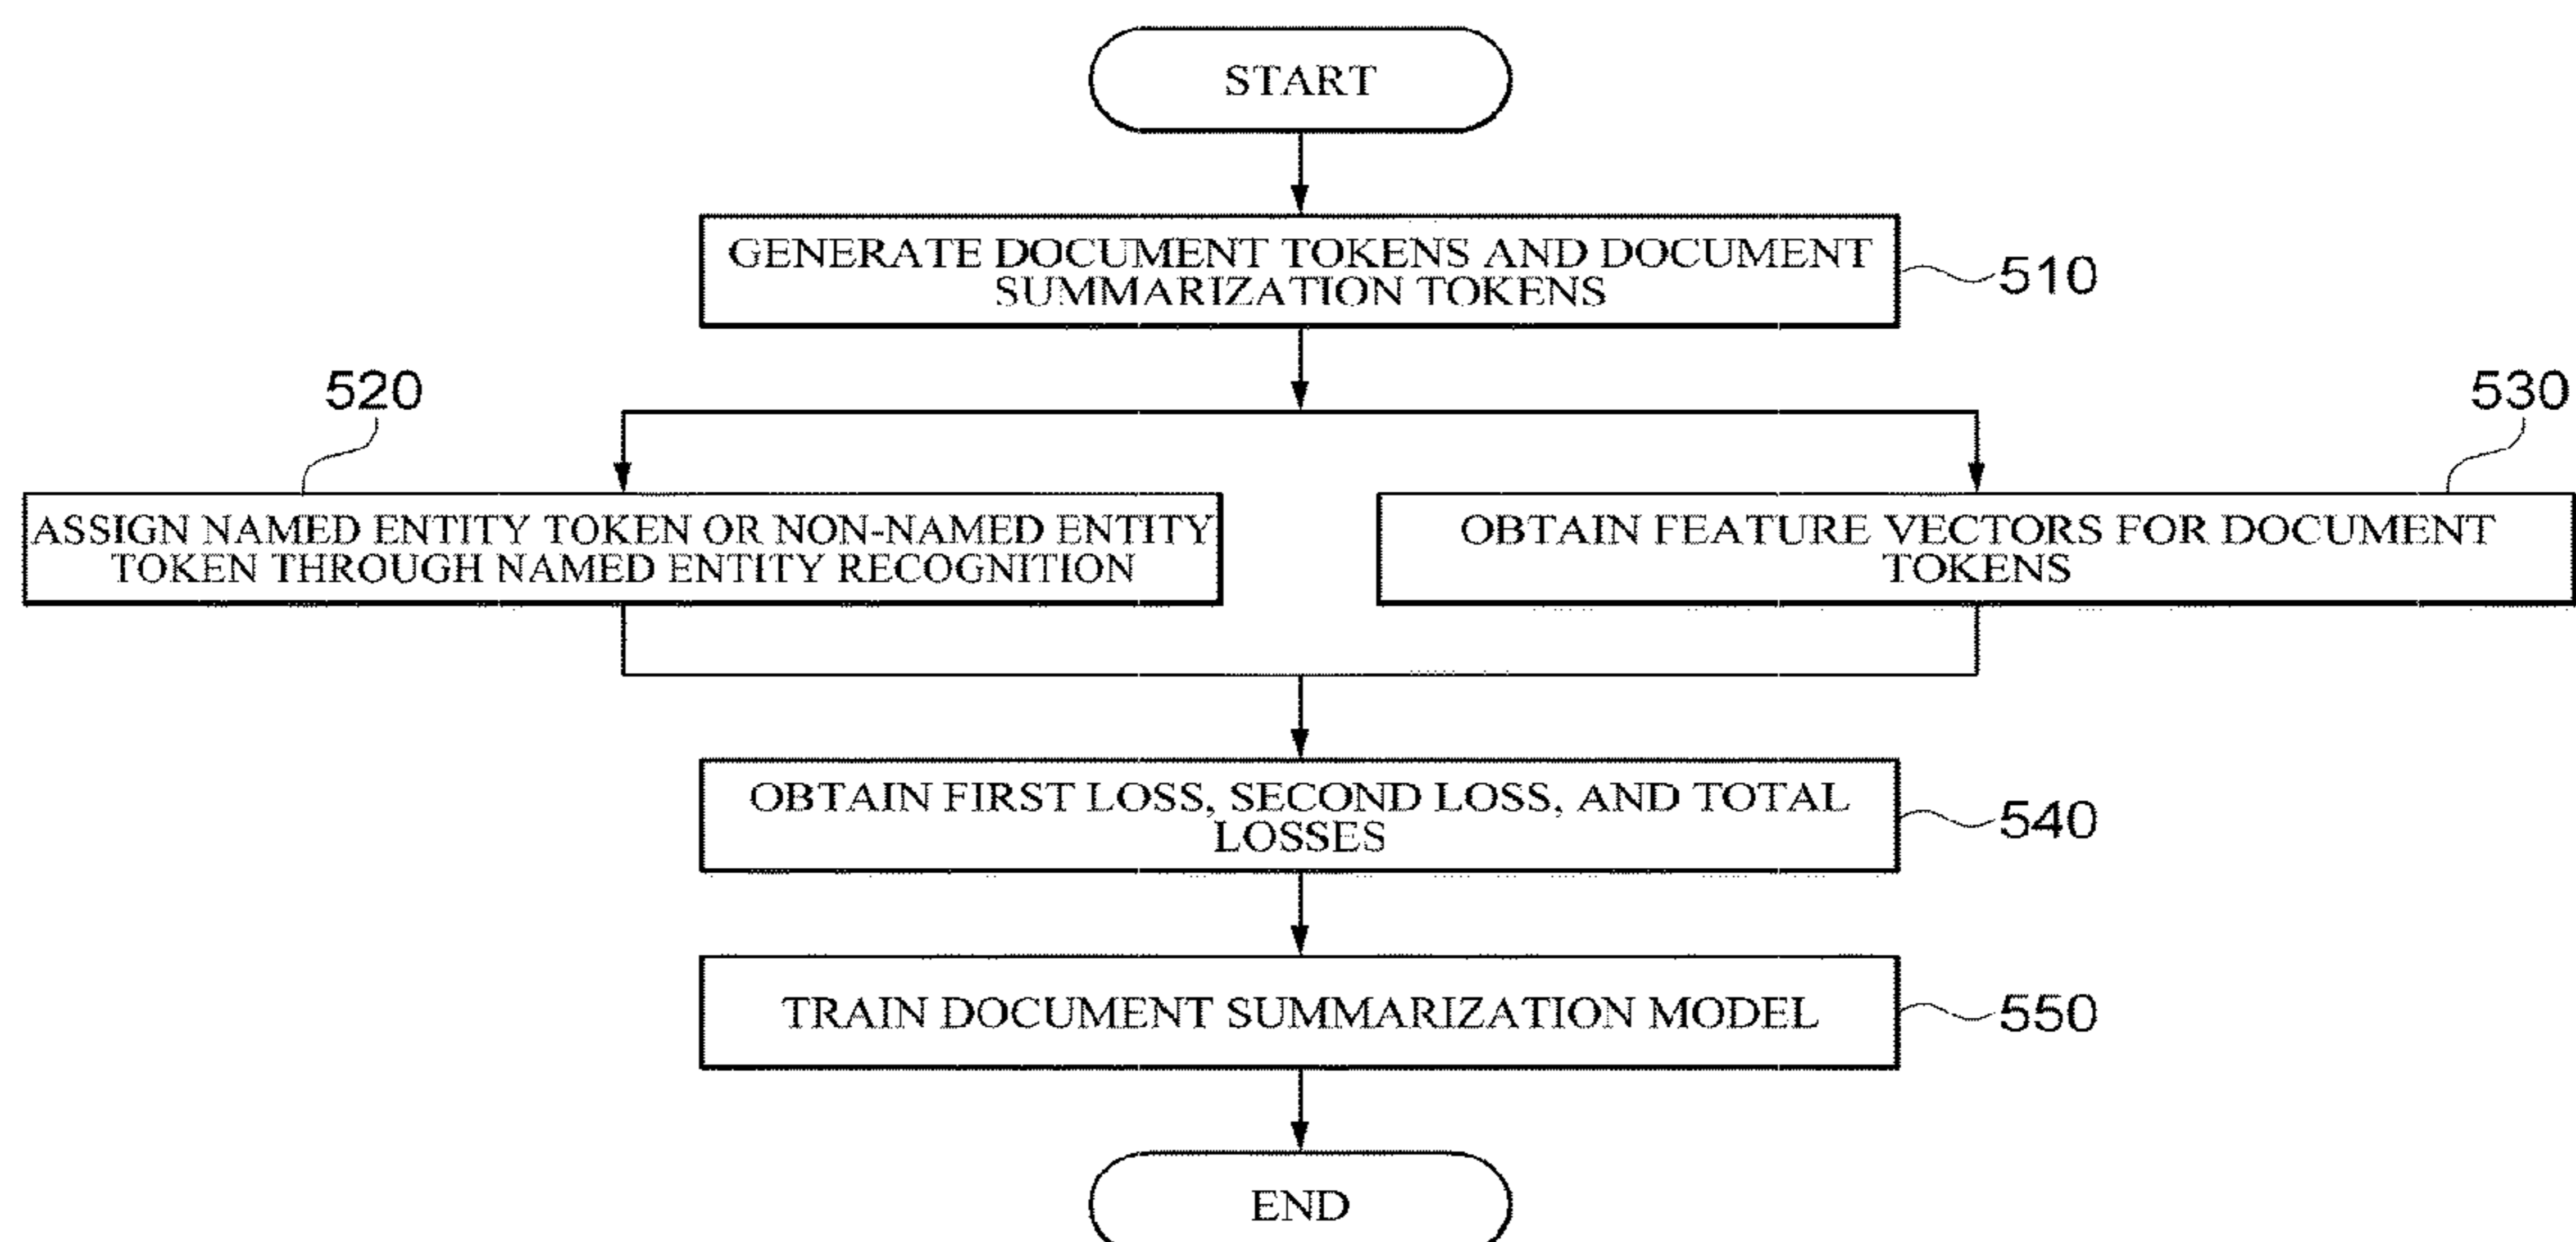 START
GENERATE DOCUMENT TOKENS AND DOCUMENT
SUMMARIZATION TOKENS
510
520
530
ASSIGN NAMED ENTITY TOKEN OR NON-NAMED ENTITY
TOKEN THROUGH NAMED ENTITY RECOGNITION
OBTAIN FEATURE VECTORS FOR DOCUMENT
TOKENS
OBTAIN FIRST LOSS, SECOND LOSS, AND TOTAL
LOSSES
540
TRAIN DOCUMENT SUMMARIZATION MODEL
550
END